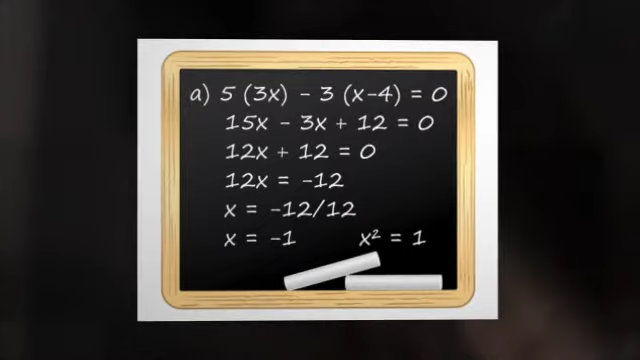 a) 5 (3x) - 3 (x-4) = 0
15x - 3x + 12 = 0
12x + 12 = 0
12x = -12
x = -12/12
x = -1 x² = 1